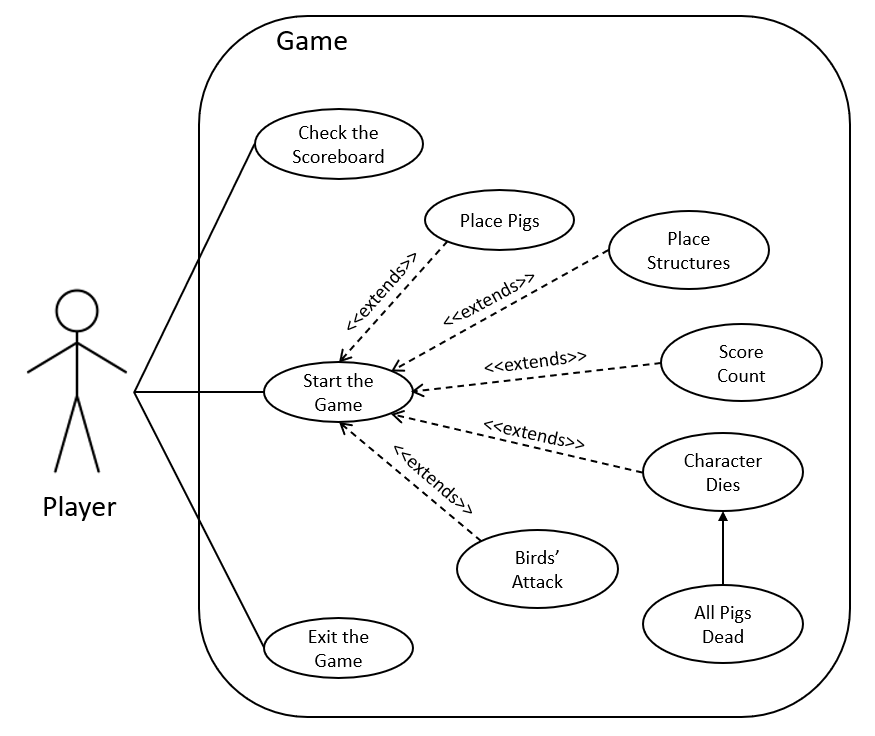 Game
Check the
Scoreboard
Place Pigs
Place
Structures
<<extends>>
<<extends>>
Score
Count
<<extends>>
Start the
Game
<<extends>>
Character
Dies
<<extends>>
Player
Birds’
Attack
All Pigs
Dead
Exit the
Game